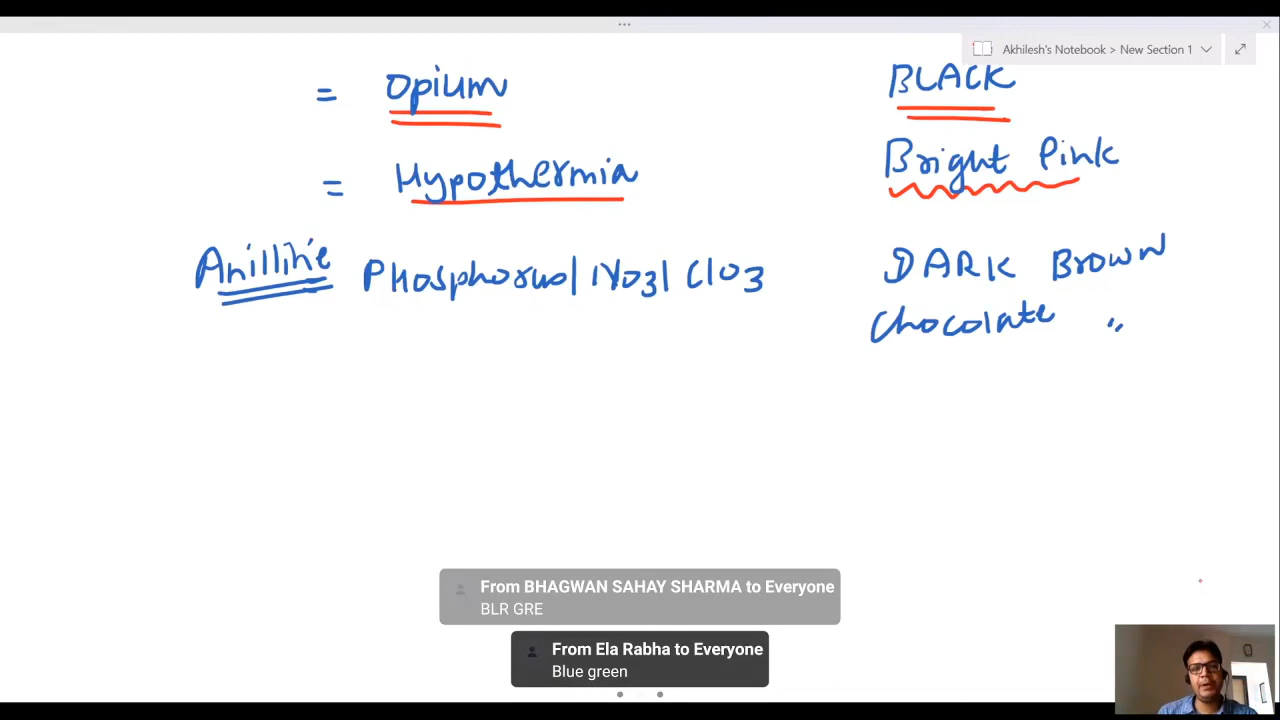 Akhilesh's Notebook > New Section 1
= Opium BLACK
= Hypothermia Bright Pink
Anilline Phosphorus/NO3/ClO3 DARK Brown
Chocolate "
From BHAGWAN SAHAY SHARMA to Everyone
BLR GRE
From Ela Rabha to Everyone
Blue green